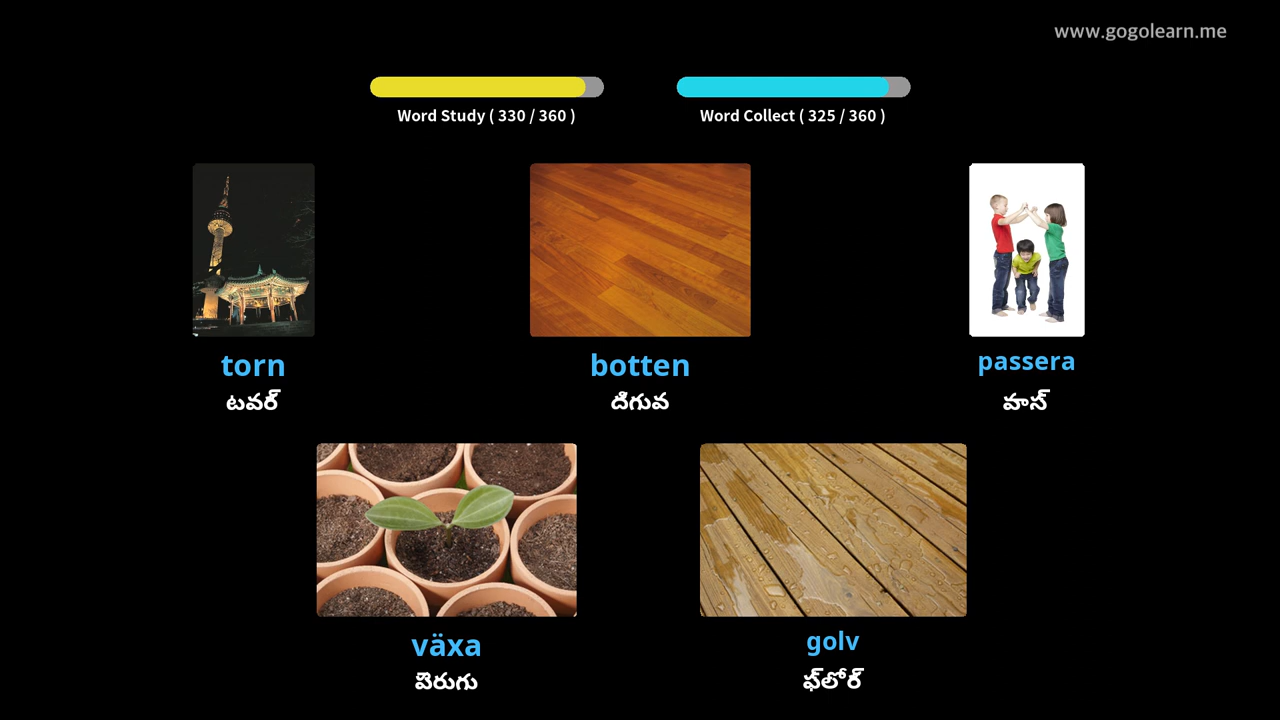 www.gogolearn.me
Word Study ( 330 / 360 )
Word Collect ( 325 / 360 )
torn
botten
passera
టవర్
దిగువ
పాస్
växa
golv
పెరుగు
ఫ్లోర్